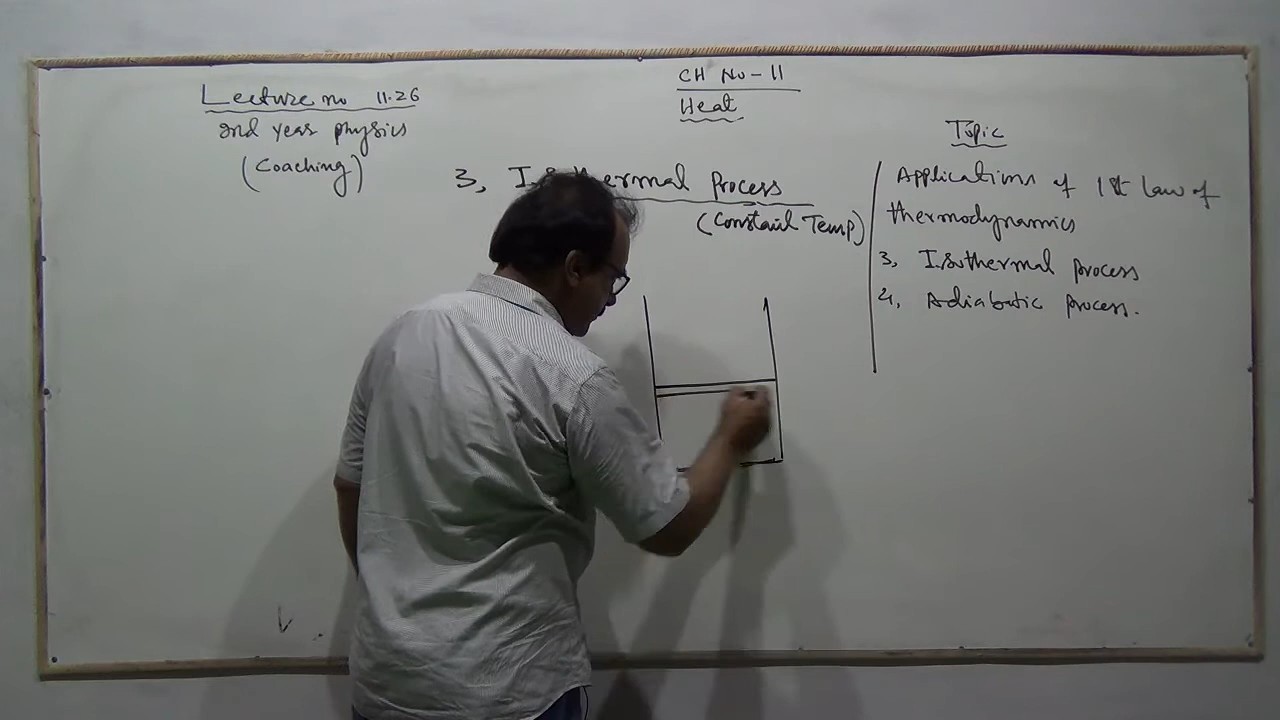 Lecture no 11.26
2nd year physics
(Coaching)
CH No - 11
Heat
3, Isothermal Process
(Constant Temp)
Topic
Applications of 1st Law of
thermodynamics
3, Isothermal process
4, Adiabatic process.